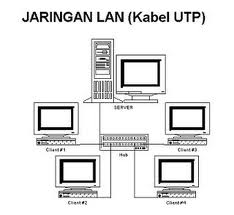 JARINGAN LAN (Kabel UTP)
SERVER
Client #1
Hub
Client #3
Client #2
Client #4